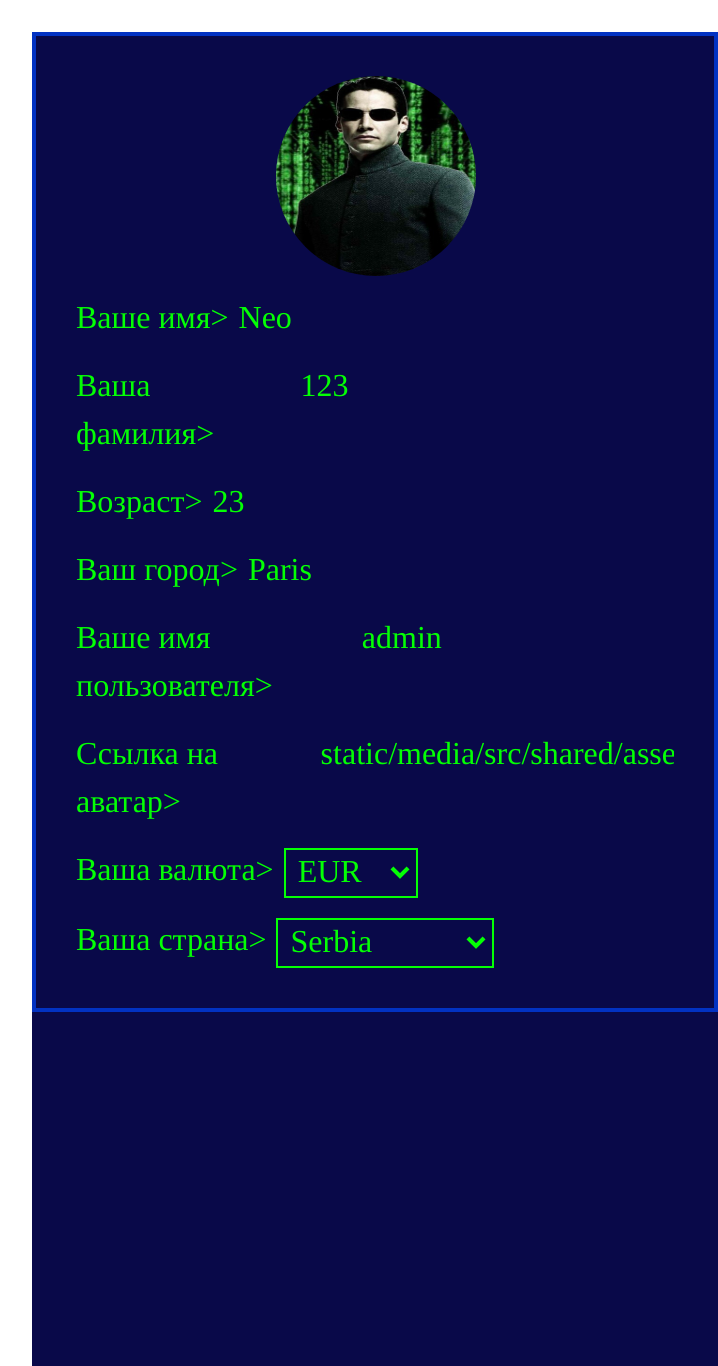 Ваше имя> Neo
Ваша 123
фамилия>
Возраст> 23
Ваш город> Paris
Ваше имя admin
пользователя>
Ссылка на static/media/src/shared/asse
аватар>
Ваша валюта> EUR
Ваша страна> Serbia